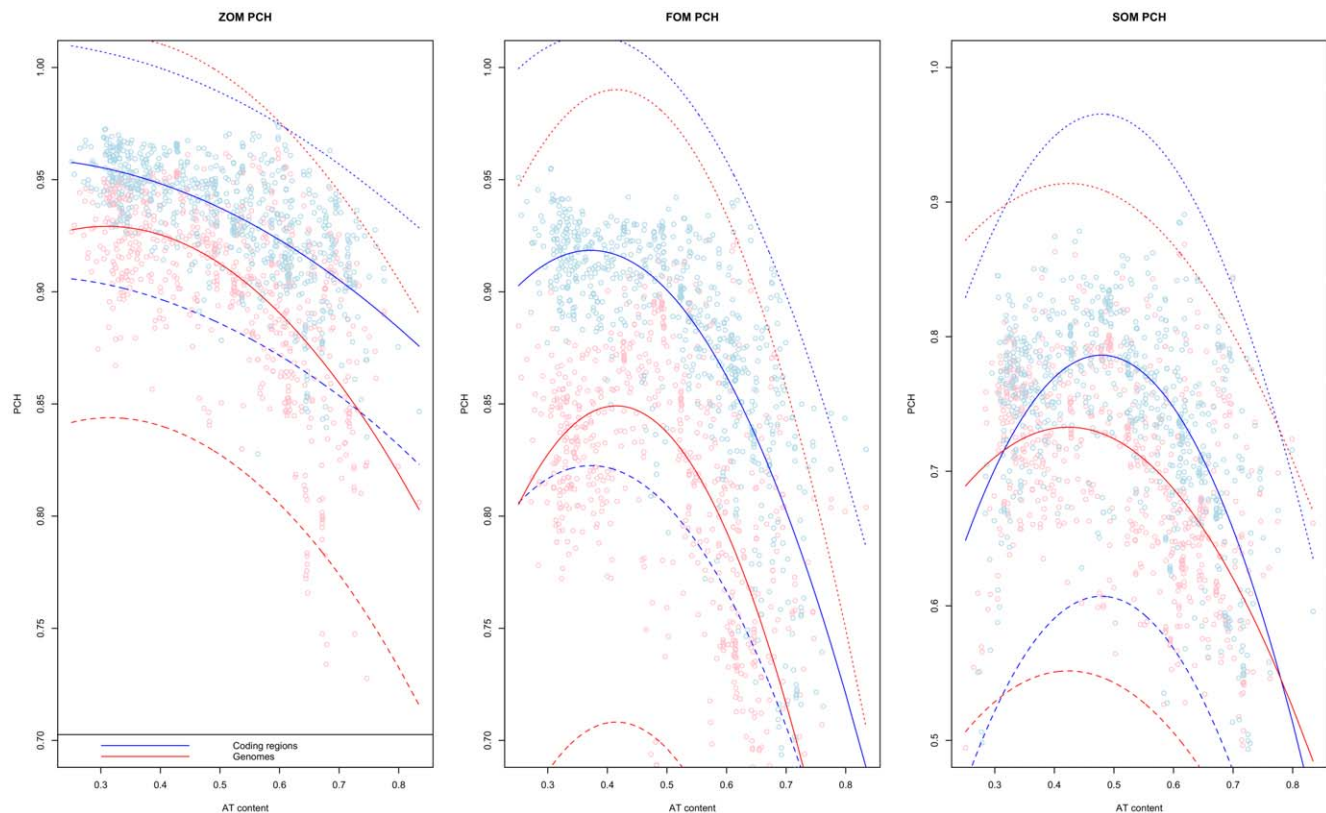 ZOM PCH
FOM PCH
SOM PCH
PCH
1.00
0.95
0.90
0.85
0.80
0.75
0.70
Coding regions
Genomes
0.3 0.4 0.5 0.6 0.7 0.8
AT content
PCH
1.00
0.95
0.90
0.85
0.80
0.75
0.70
0.3 0.4 0.5 0.6 0.7 0.8
AT content
PCH
1.0
0.9
0.8
0.7
0.6
0.5
0.3 0.4 0.5 0.6 0.7 0.8
AT content